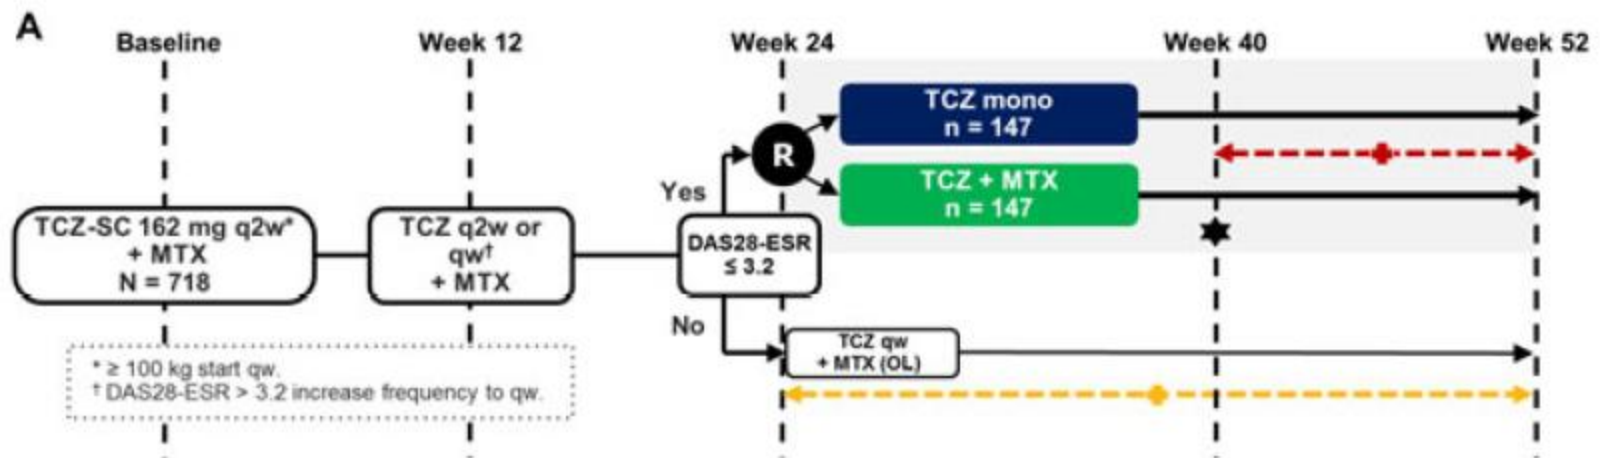 A
Baseline
Week 12
Week 24
Week 40
Week 52
TCZ-SC 162 mg q2w*
+ MTX
N = 718
TCZ q2w or
qw†
+ MTX
DAS28-ESR
≤ 3.2
Yes
No
R
TCZ mono
n = 147
TCZ + MTX
n = 147
TCZ qw
+ MTX (OL)
* ≥ 100 kg start qw.
† DAS28-ESR > 3.2 increase frequency to qw.